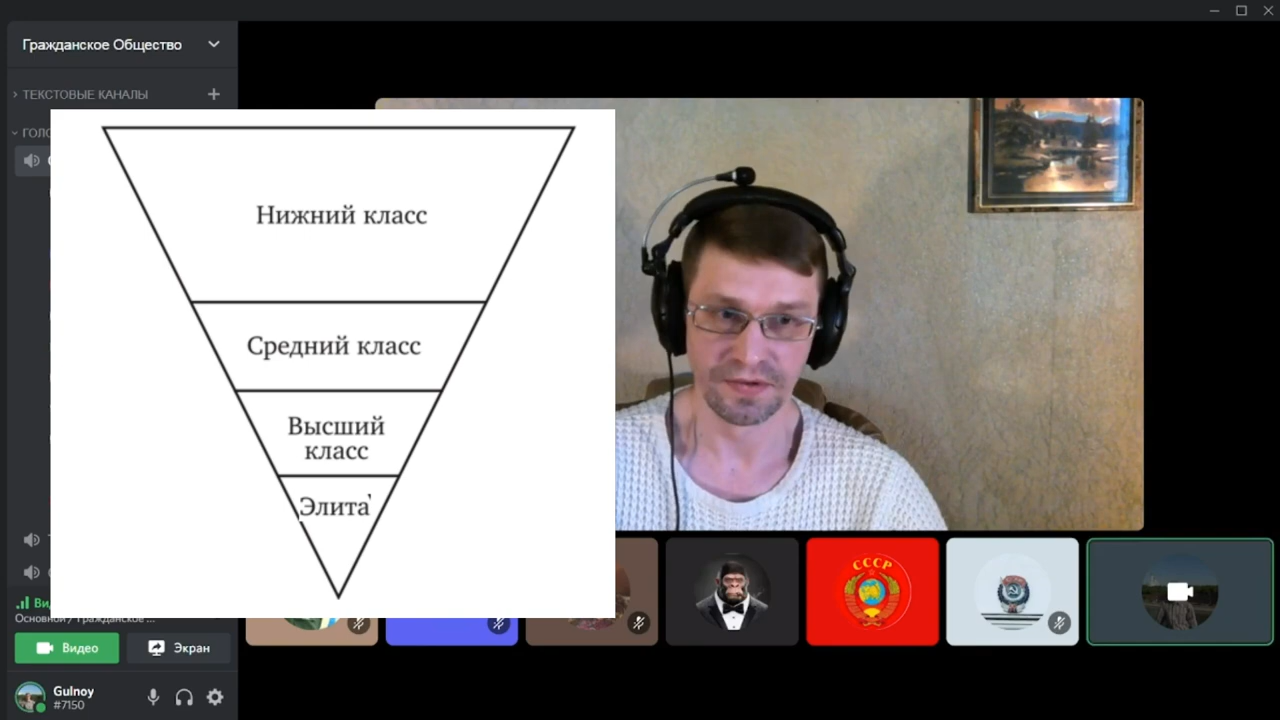 Гражданское Общество
ТЕКСТОВЫЕ КАНАЛЫ
Нижний класс
Средний класс
Высший
класс
Элита
СССР
Основной / Гражданское ...
Видео
Экран
Gulnoy
#7150